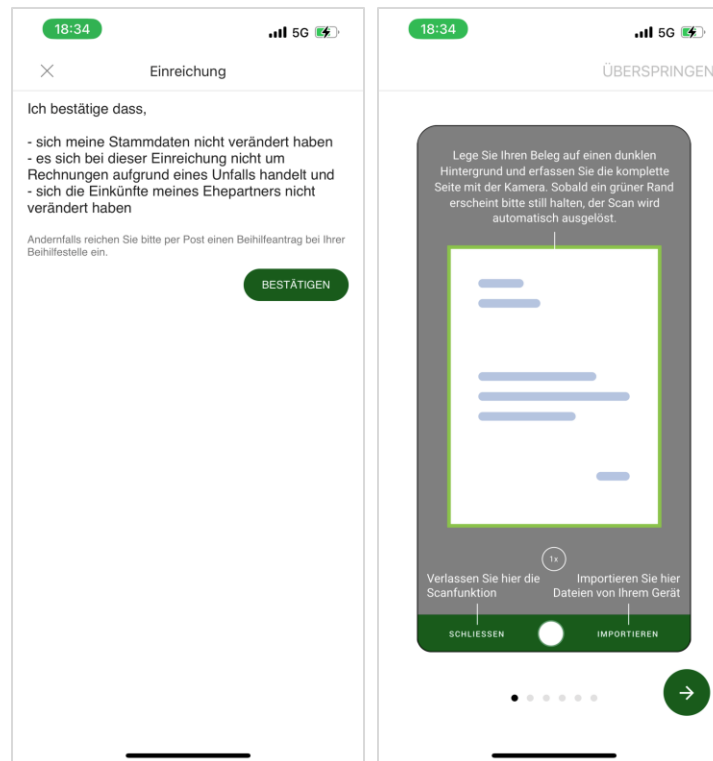 18:34
5G
Einreichung
Ich bestätige dass,
- sich meine Stammdaten nicht verändert haben
- es sich bei dieser Einreichung nicht um
Rechnungen aufgrund eines Unfalls handelt und
- sich die Einkünfte meines Ehepartners nicht
verändert haben
Andernfalls reichen Sie bitte per Post einen Beihilfeantrag bei Ihrer
Beihilfestelle ein.
BESTÄTIGEN
18:34
5G
ÜBERSPRINGEN
Lege Sie Ihren Beleg auf einen dunklen
Hintergrund und erfassen Sie die komplette
Seite mit der Kamera. Sobald ein grüner Rand
erscheint bitte still halten, der Scan wird
automatisch ausgelöst.
1x
Verlassen Sie hier die
Scanfunktion
Importieren Sie hier
Dateien von Ihrem Gerät
SCHLIESSEN
IMPORTIEREN